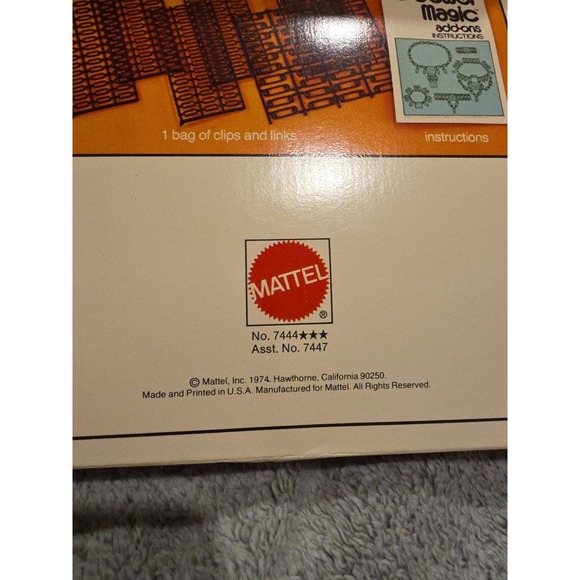 Magic™
add-ons
INSTRUCTIONS
1 bag of clips and links
instructions
MATTEL
®
No. 7444★★★
Asst. No. 7447
© Mattel, Inc. 1974. Hawthorne, California 90250.
Made and Printed in U.S.A. Manufactured for Mattel. All Rights Reserved.